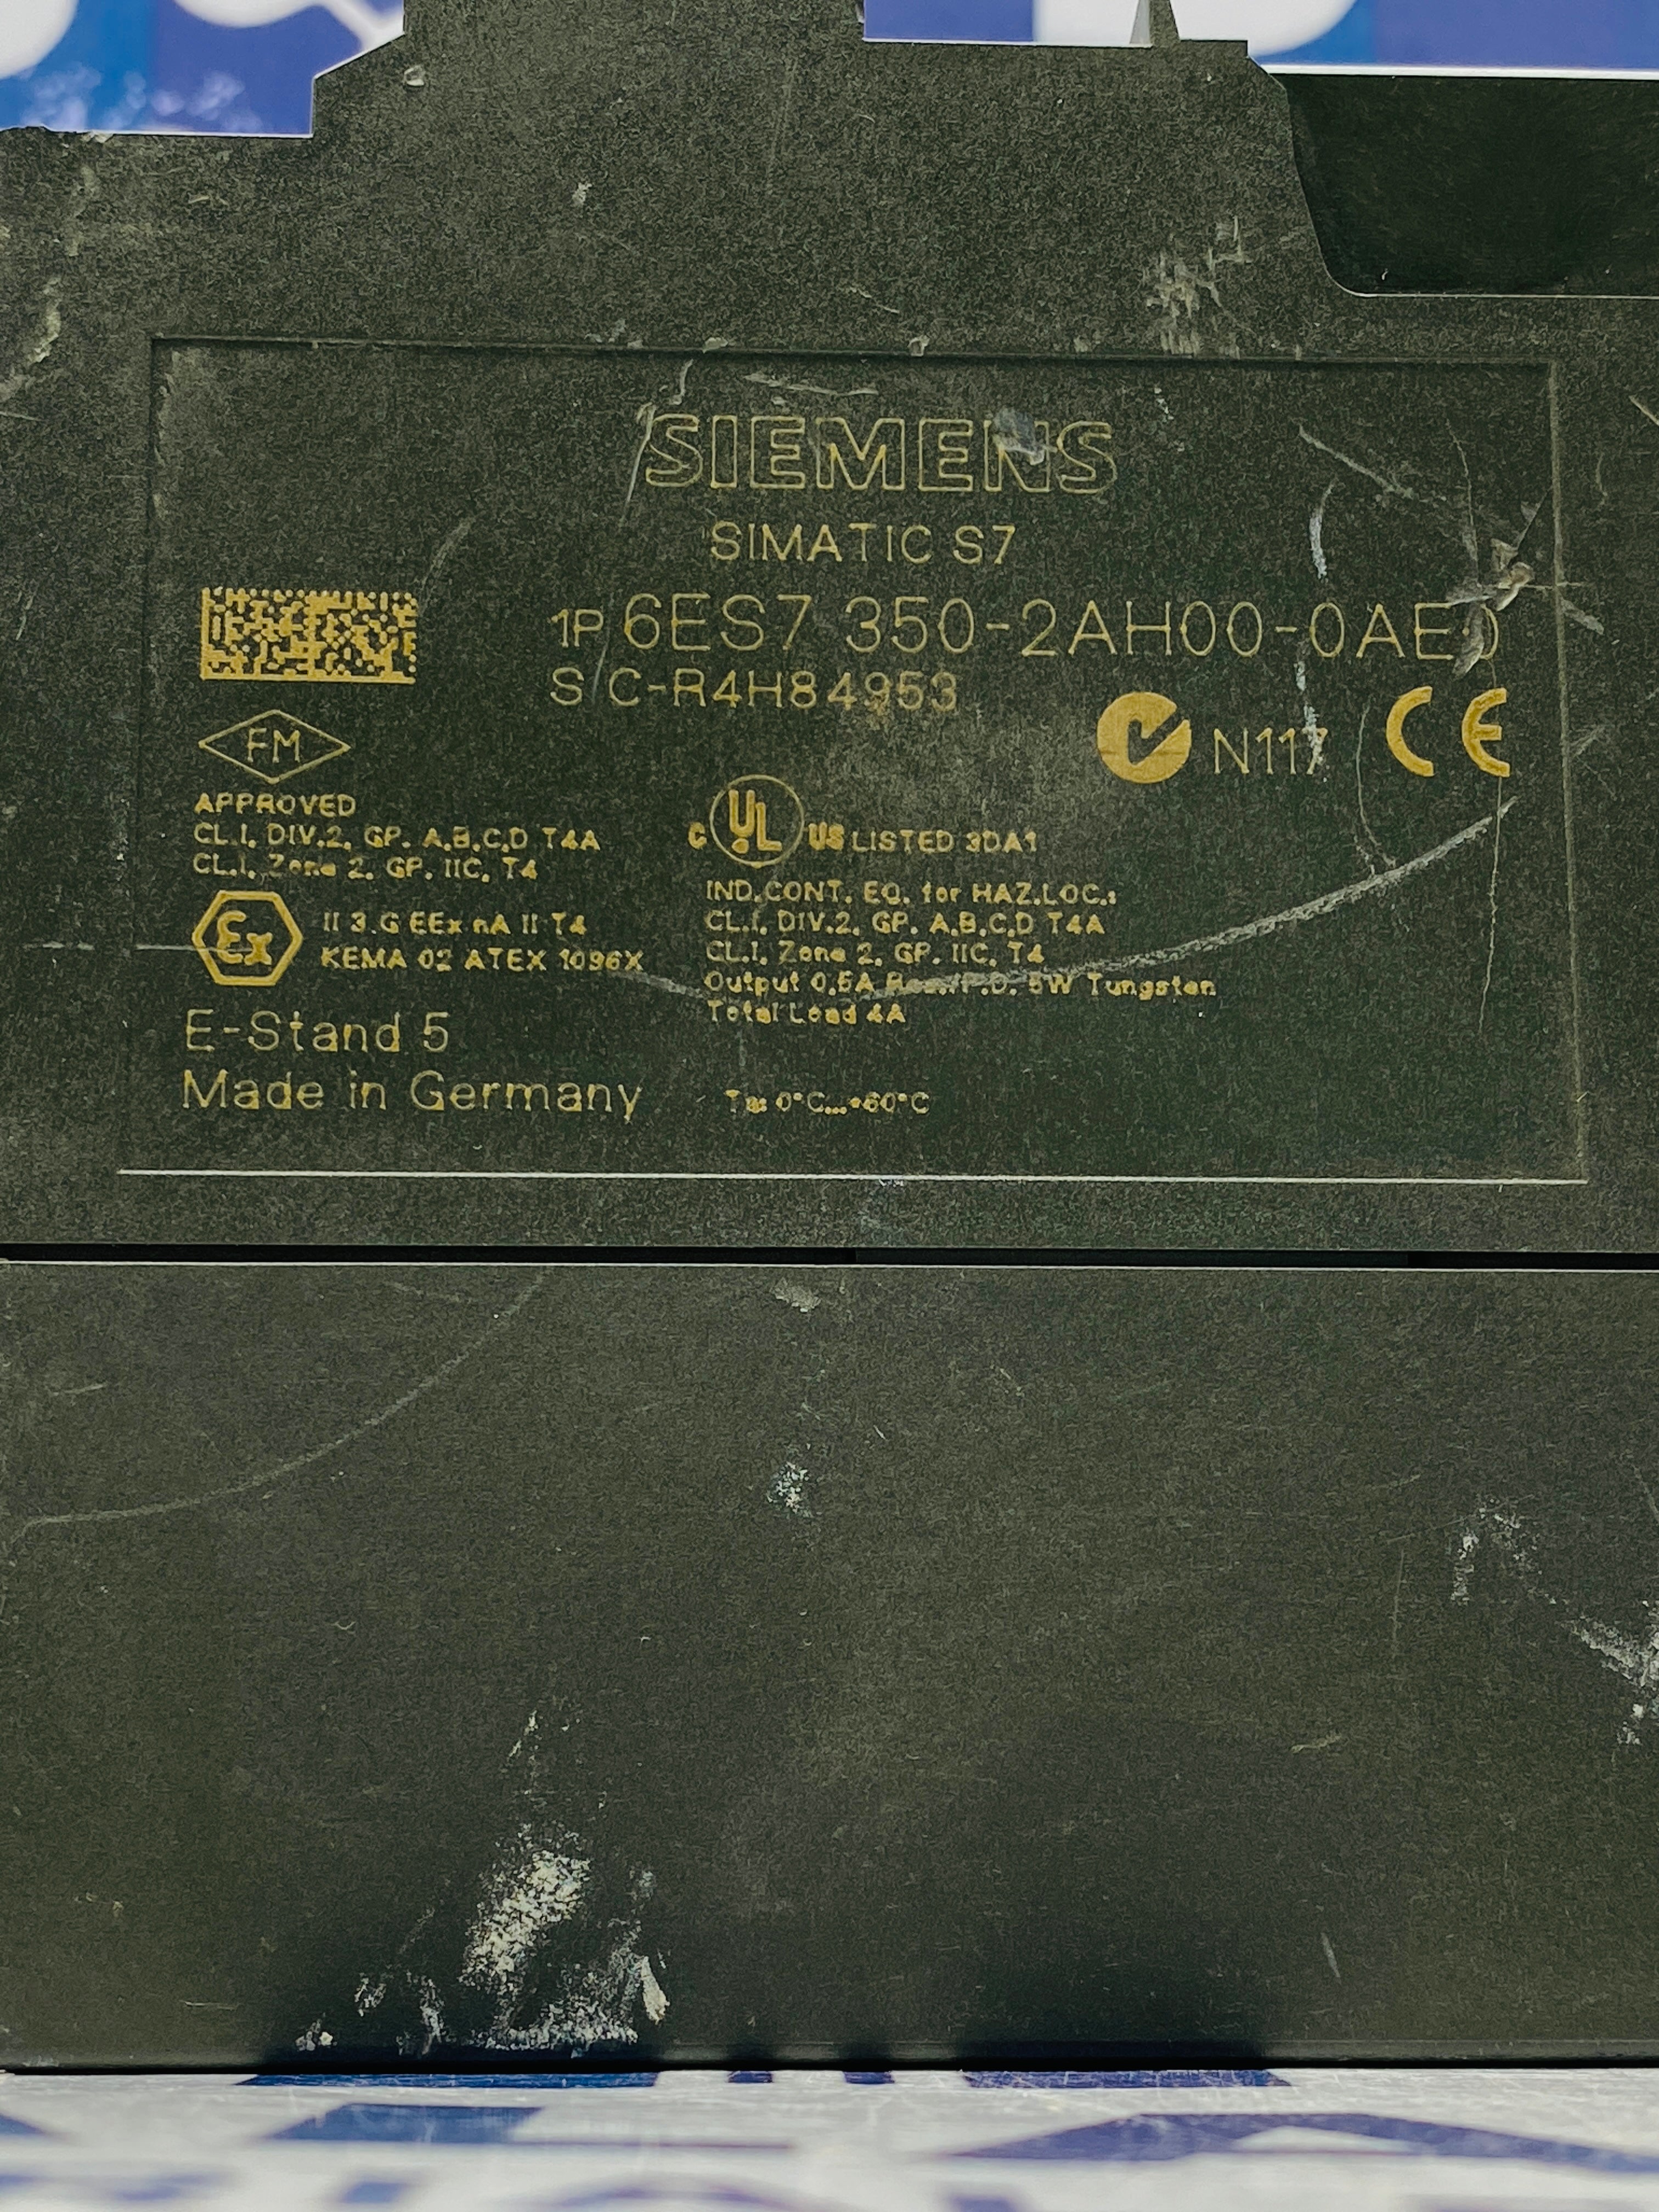 SIEMENS
SIMATIC S7
1P 6ES7 350-2AH00-0AE0
S C-R4H84953
N117 CE
FM
APPROVED
CL.I, DIV.2, GP. A,B,C,D T4A
CL.I, Zone 2, GP. IIC, T4
Ex II 3 G EEx nA II T4
KEMA 02 ATEX 1096X
E-Stand 5
Made in Germany
C UL US LISTED 3DA1
IND.CONT. EQ. for HAZ.LOC.:
CL.I, DIV.2, GP. A,B,C,D T4A
CL.I, Zone 2, GP. IIC, T4
Output 0,5A 5W Tungsten
Total Load 4A
Ta: 0°C...+60°C